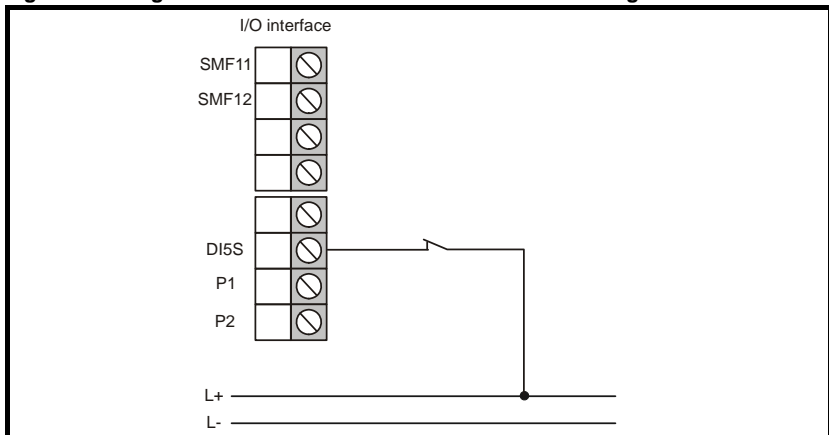 I/O interface
SMF11
SMF12
DI5S
P1
P2
L+
L-